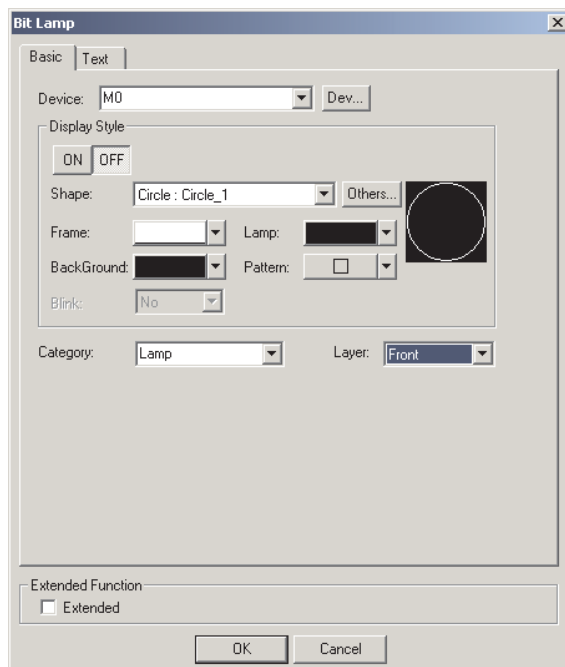 Bit Lamp
Basic Text
Device: M0 Dev...
Display Style
ON OFF
Shape: Circle : Circle_1 Others...
Frame: Lamp:
BackGround: Pattern:
Blink: No
Category: Lamp Layer: Front
Extended Function
Extended
OK Cancel